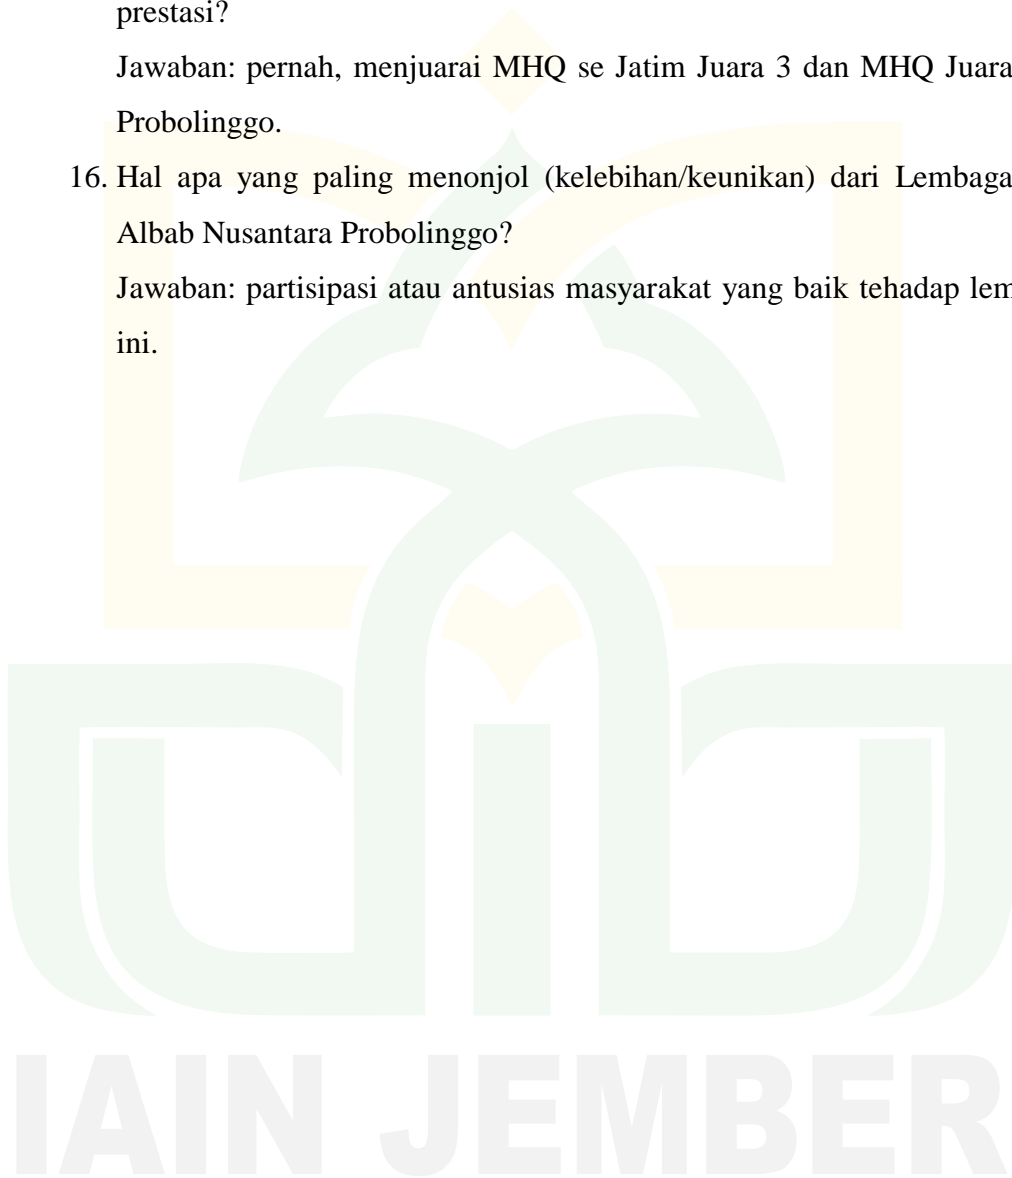 prestasi?
Jawaban: pernah, menjuarai MHQ se Jatim Juara 3 dan MHQ Juara
Probolinggo.
16. Hal apa yang paling menonjol (kelebihan/keunikan) dari Lembaga
Albab Nusantara Probolinggo?
Jawaban: partisipasi atau antusias masyarakat yang baik tehadap lem
ini.
IAIN JEMBER